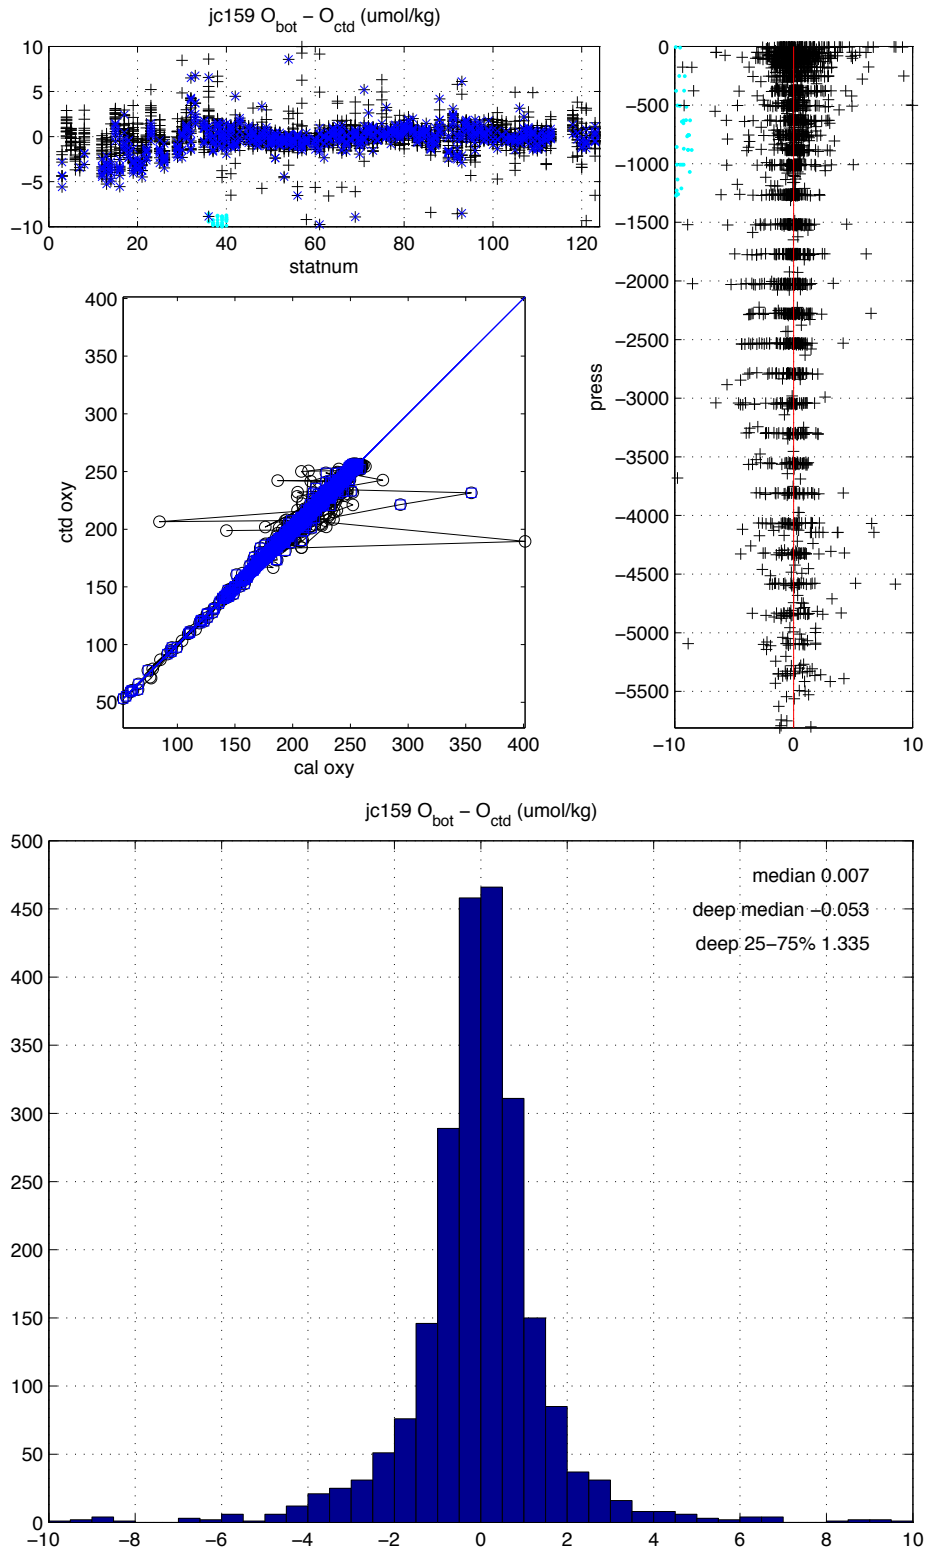 jc159 O_bot − O_ctd (umol/kg)
10
5
0
−5
−10
0 20 40 60 80 100 120
statnum
0
−500
−1000
−1500
−2000
−2500
−3000
−3500
−4000
−4500
−5000
−5500
press
−10 0 10
400
350
300
250
200
150
100
50
ctd oxy
100 150 200 250 300 350 400
cal oxy
jc159 O_bot − O_ctd (umol/kg)
500
450
400
350
300
250
200
150
100
50
0
median 0.007
deep median −0.053
deep 25−75% 1.335
−10 −8 −6 −4 −2 0 2 4 6 8 10